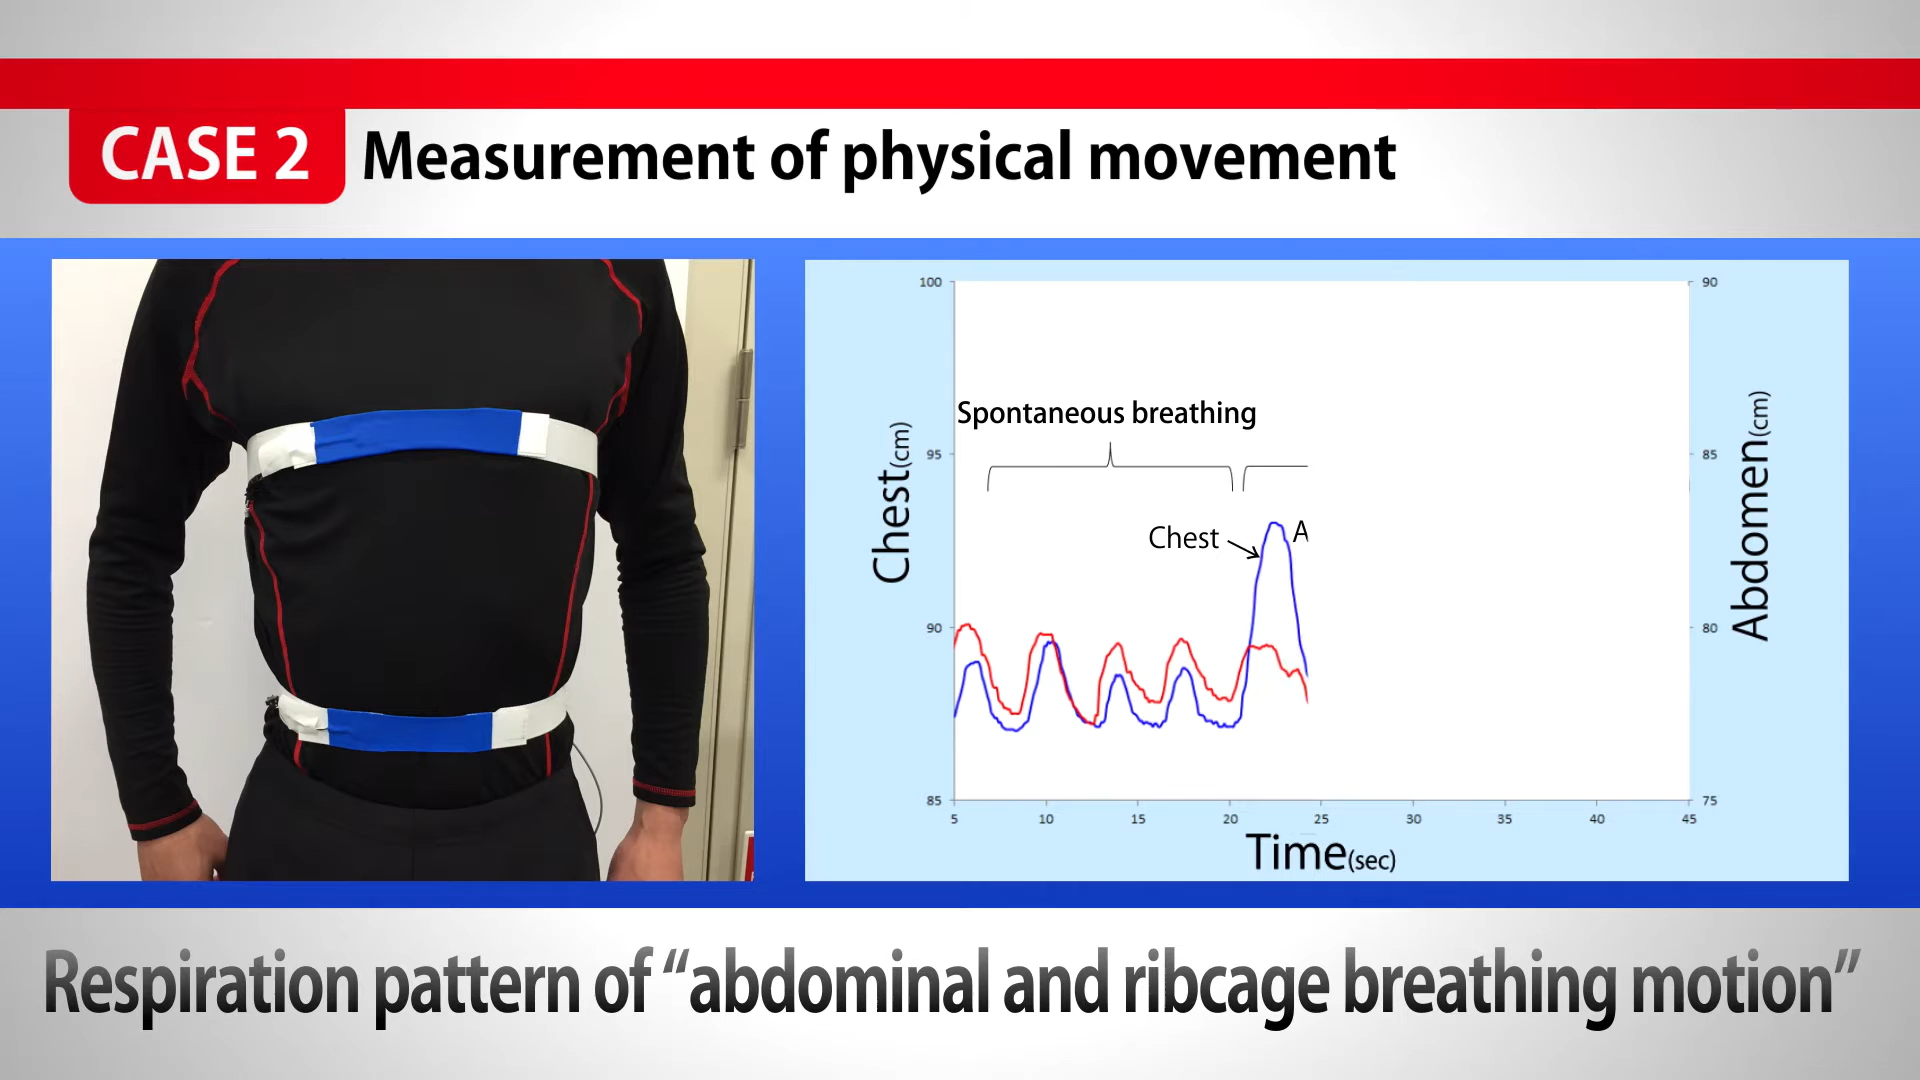 CASE 2 Measurement of physical movement
100
90
Spontaneous breathing
Chest(cm)
95
85
Abdomen(cm)
Chest
A
90
80
85
75
5 10 15 20 25 30 35 40 45
Time(sec)
Respiration pattern of “abdominal and ribcage breathing motion”